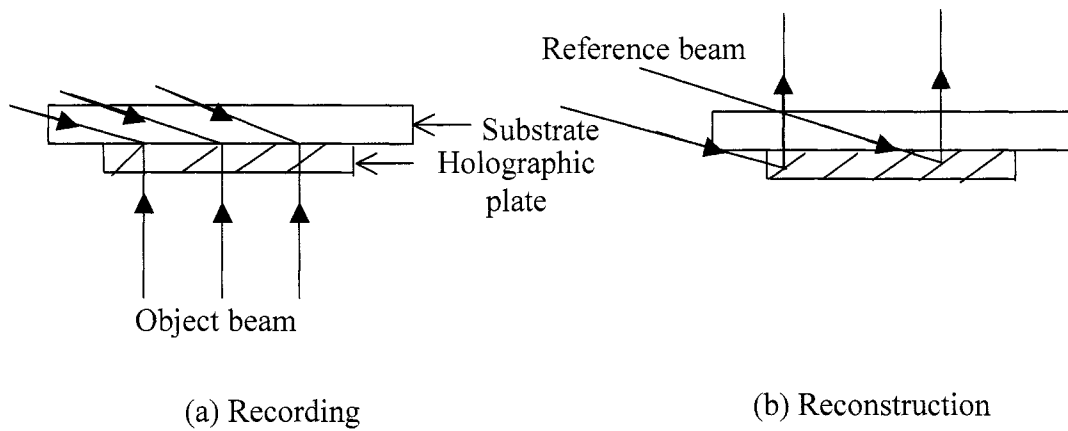 Reference beam
Substrate
Holographic
plate
Object beam
(a) Recording
(b) Reconstruction